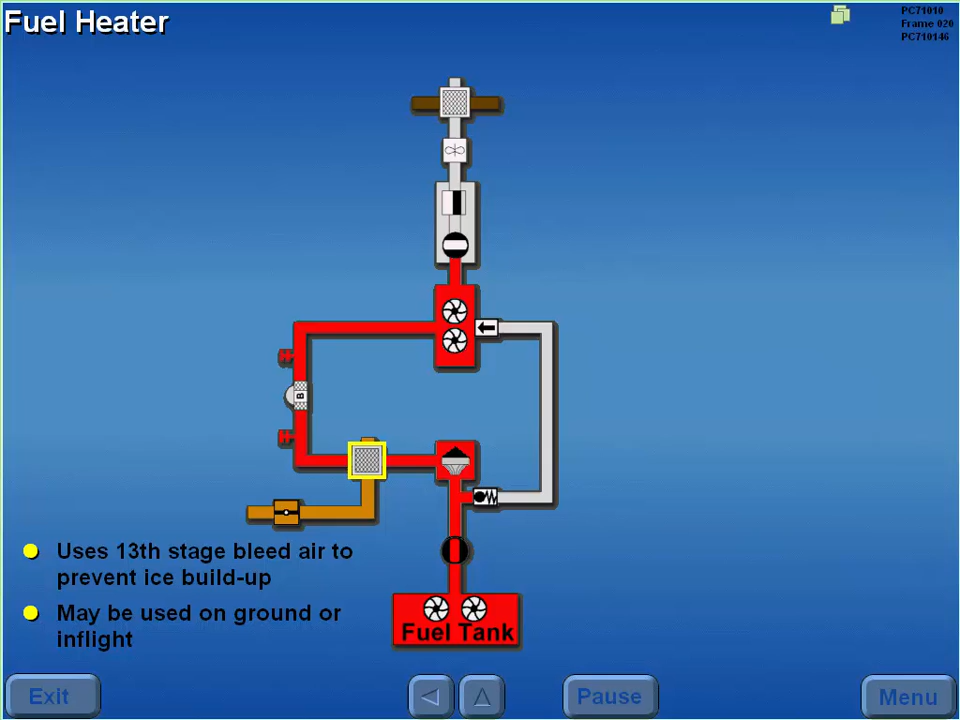 Fuel Heater
PC71010
Frame 020
PC710146
B
Uses 13th stage bleed air to
prevent ice build-up
May be used on ground or
inflight
Fuel Tank
Exit
Pause
Menu